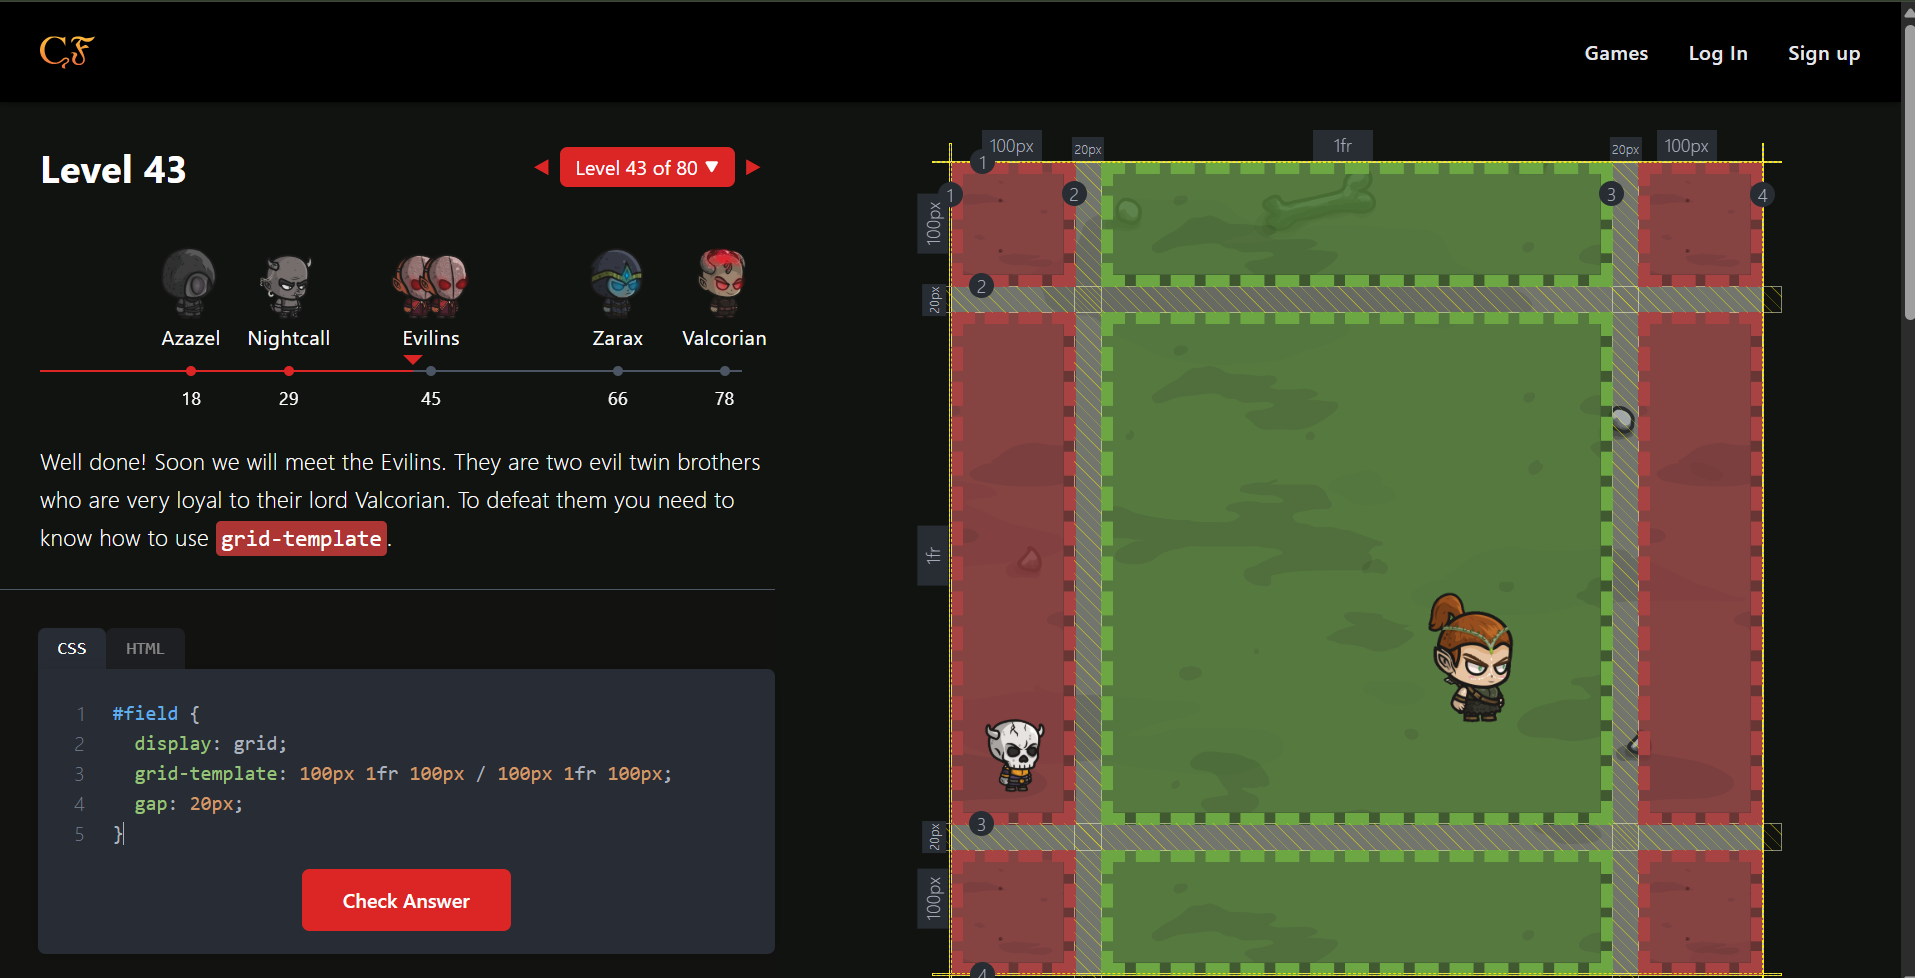 CF
Games Log In Sign up
Level 43
Level 43 of 80 ▼
Azazel Nightcall Evilins Zarax Valcorian
18 29 45 66 78
Well done! Soon we will meet the Evilins. They are two evil twin brothers
who are very loyal to their lord Valcorian. To defeat them you need to
know how to use grid-template.
CSS HTML
1 #field {
2 display: grid;
3 grid-template: 100px 1fr 100px / 100px 1fr 100px;
4 gap: 20px;
5 }
Check Answer
100px 20px 1fr 20px 100px
1
1 2 3 4
100px
2
20px
1fr
3
20px
100px
4